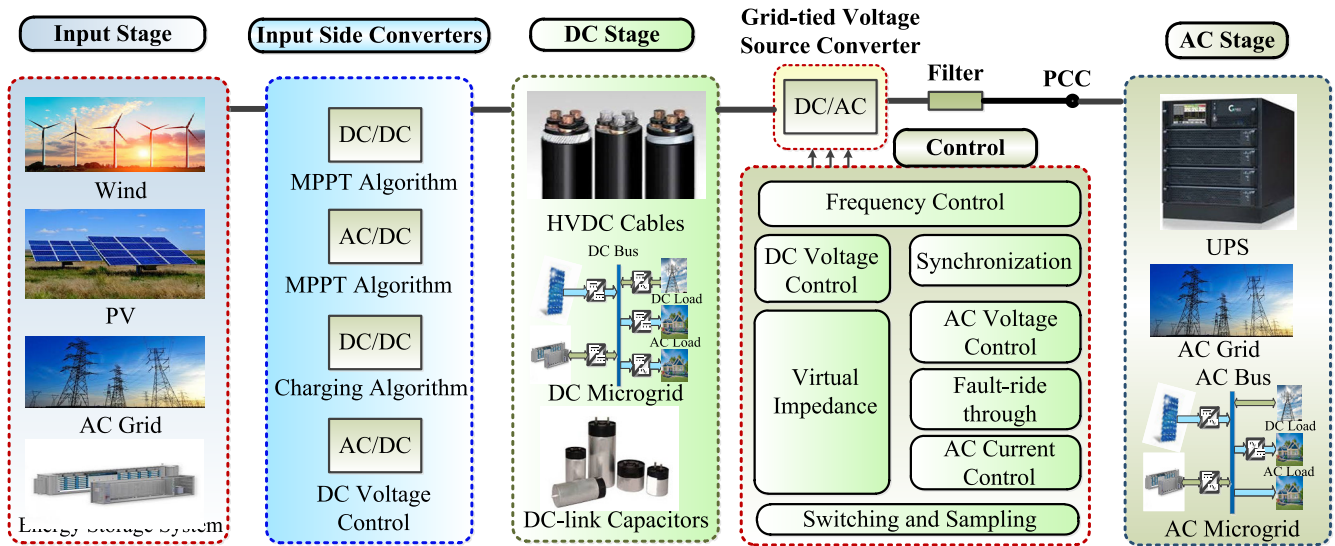 Input Stage
Wind
PV
AC Grid
Energy Storage System
Input Side Converters
DC/DC
MPPT Algorithm
AC/DC
MPPT Algorithm
DC/DC
Charging Algorithm
AC/DC
DC Voltage
Control
DC Stage
HVDC Cables
DC Bus
DC Load
AC Load
DC Microgrid
DC-link Capacitors
Grid-tied Voltage
Source Converter
DC/AC
Filter
PCC
Control
Frequency Control
DC Voltage
Control
Synchronization
Virtual
Impedance
AC Voltage
Control
Fault-ride
through
AC Current
Control
Switching and Sampling
AC Stage
UPS
AC Grid
AC Bus
DC Load
AC Load
AC Microgrid